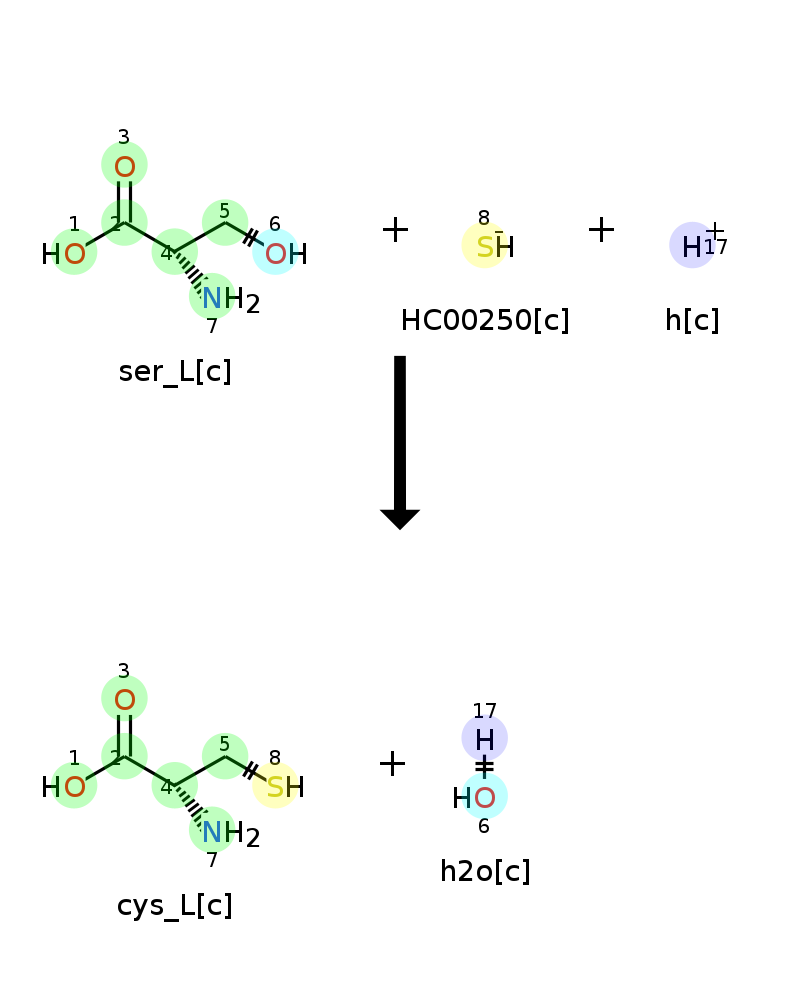 3
1 2 4 5 6
HO O OH
NH2
7
ser_L[c]
+
8
SH-
HC00250[c]
+
H+
17
h[c]
3
O
1 2 4 5 8
HO SH
NH2
7
cys_L[c]
+
17
H
HO
6
h2o[c]